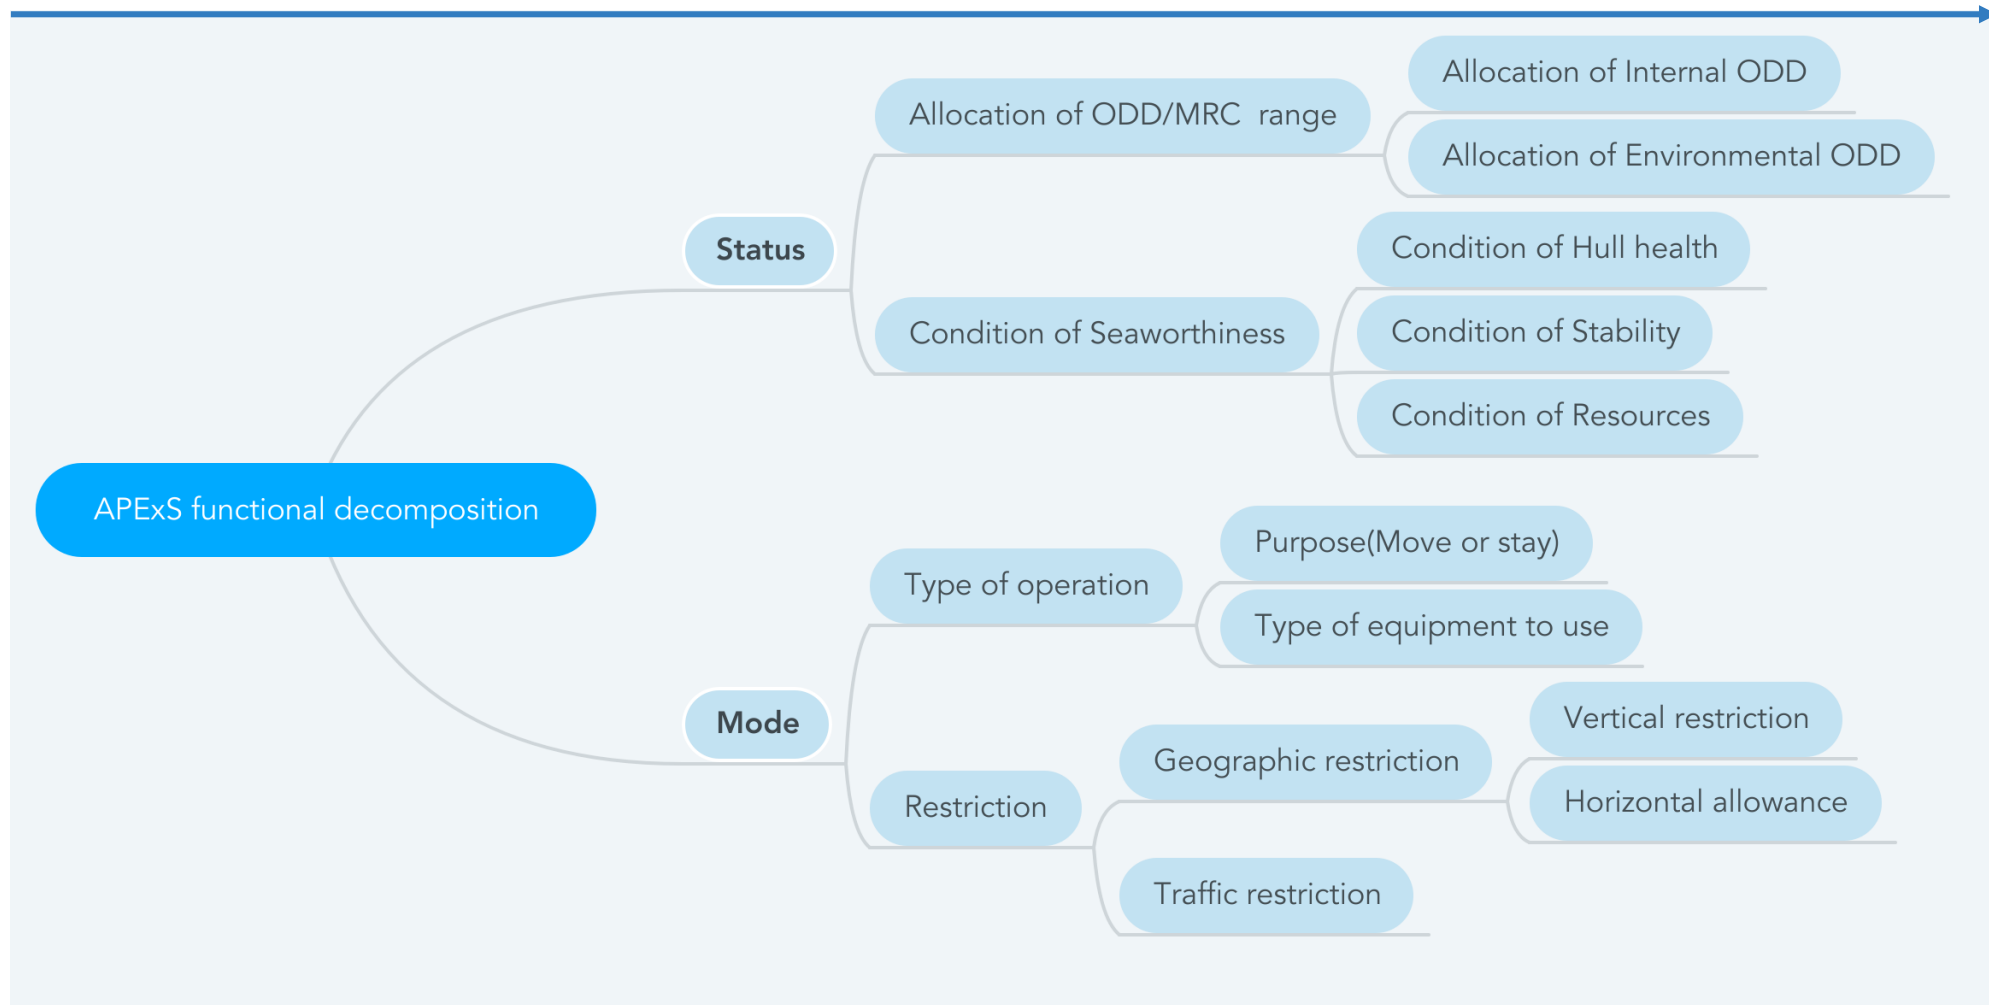 APExS functional decomposition
Status
Allocation of ODD/MRC  range
Allocation of Internal ODD
Allocation of Environmental ODD
Condition of Seaworthiness
Condition of Hull health
Condition of Stability
Condition of Resources
Mode
Type of operation
Purpose(Move or stay)
Type of equipment to use
Restriction
Geographic restriction
Vertical restriction
Horizontal allowance
Traffic restriction